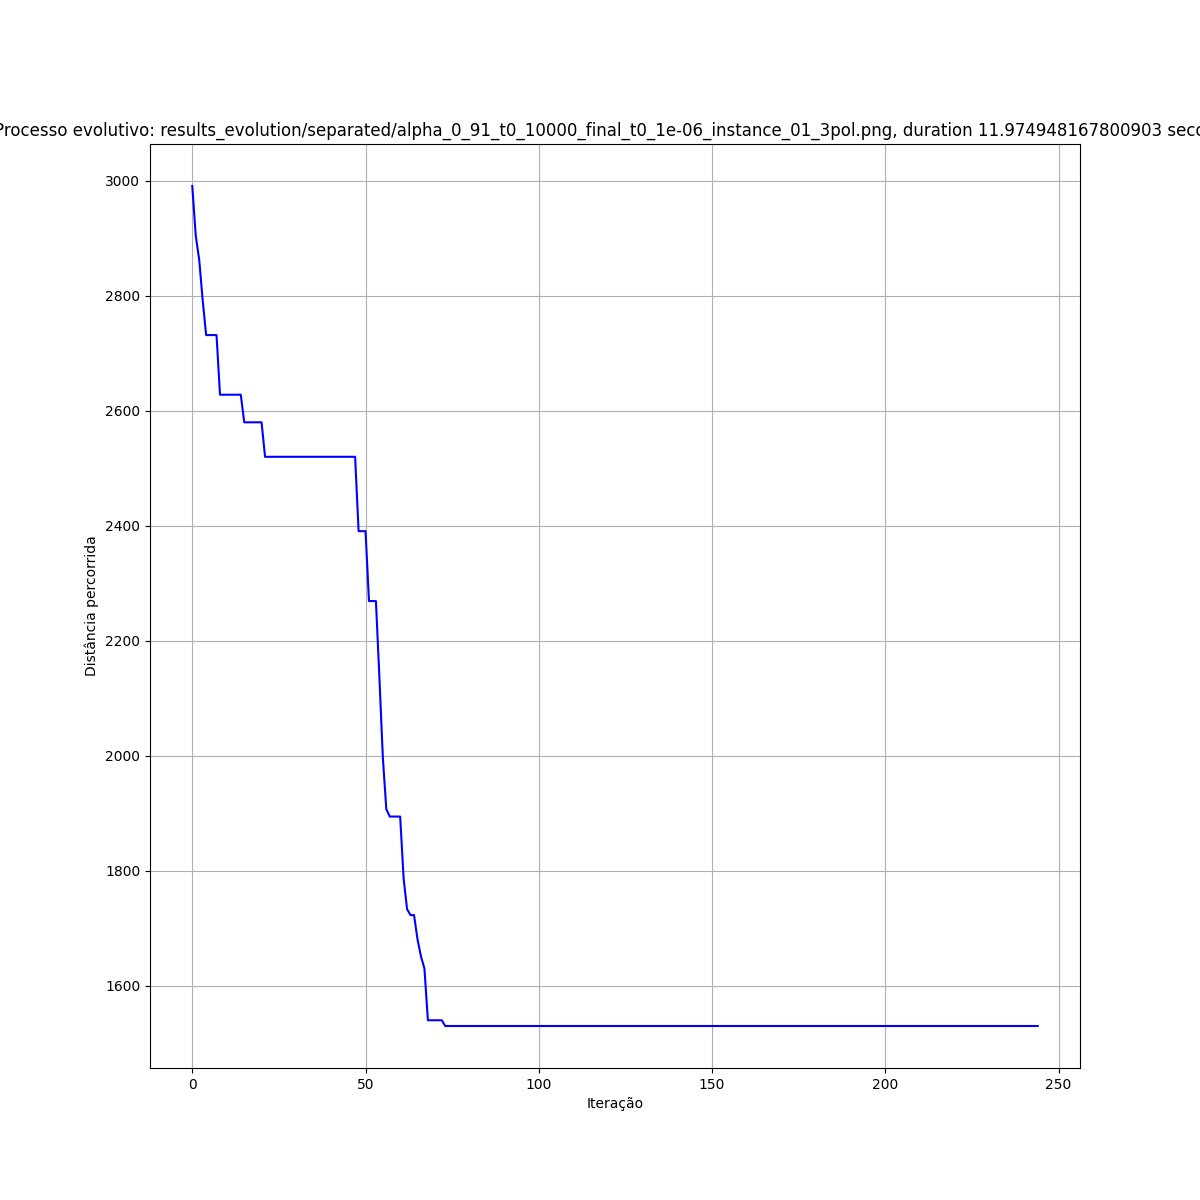 Processo evolutivo: results_evolution/separated/alpha_0_91_t0_10000_final_t0_1e-06_instance_01_3pol.png, duration 11.974948167800903 seco
3000
2800
2600
2400
2200
2000
1800
1600
Distância percorrida
0 50 100 150 200 250
Iteração